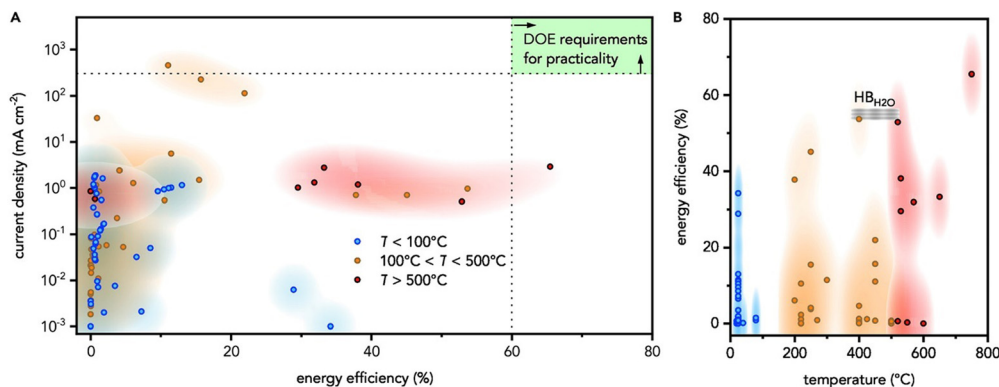 A
B
current density (mA cm⁻²)
10³
10²
10¹
10⁰
10⁻¹
10⁻²
10⁻³
DOE requirements
for practicality
T < 100°C
100°C < T < 500°C
T > 500°C
0
20
40
60
80
energy efficiency (%)
energy efficiency (%)
80
60
40
20
0
HB_H2O
0
200
400
600
800
temperature (°C)